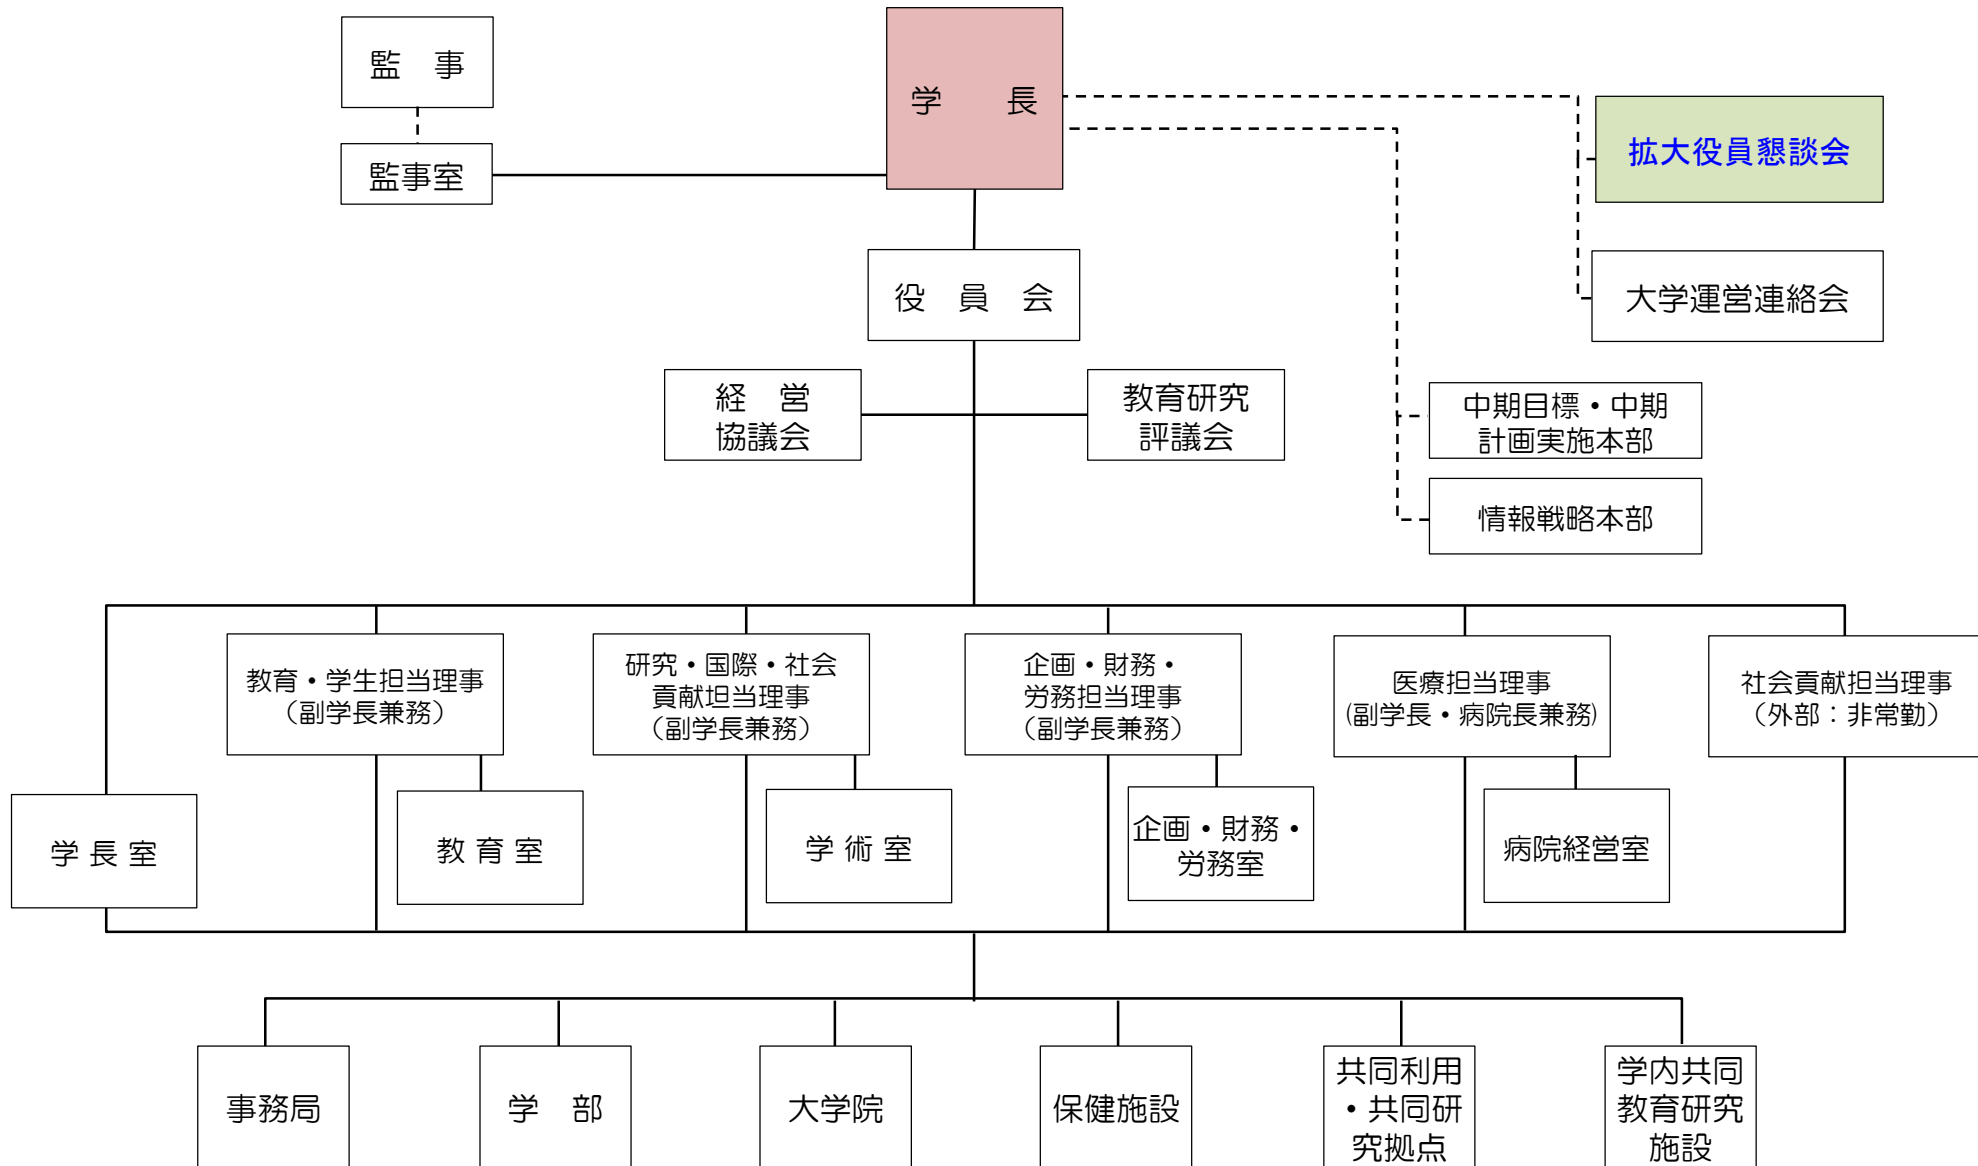 監　事
学　　長
拡大役員懇談会
監事室
役　員　会
大学運営連絡会
経　営
協議会
教育研究
評議会
中期目標・中期
計画実施本部
情報戦略本部
教育・学生担当理事
（副学長兼務）
研究・国際・社会
貢献担当理事
（副学長兼務）
企画・財務・
労務担当理事
（副学長兼務）
医療担当理事
(副学長・病院長兼務)
社会貢献担当理事
（外部：非常勤）
学 長 室
教 育 室
学 術 室
企画・財務・
労務室
病院経営室
事務局
学　部
大学院
保健施設
共同利用
・共同研
究拠点
学内共同
教育研究
施設